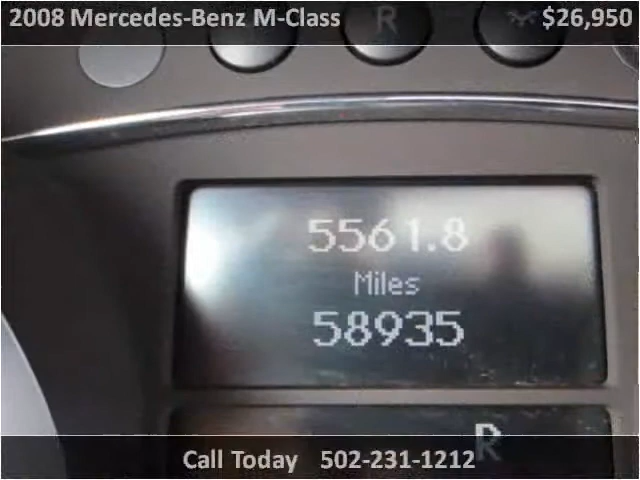 2008 Mercedes-Benz M-Class $26,950
R
5561.8
Miles
58935
R
Call Today 502-231-1212